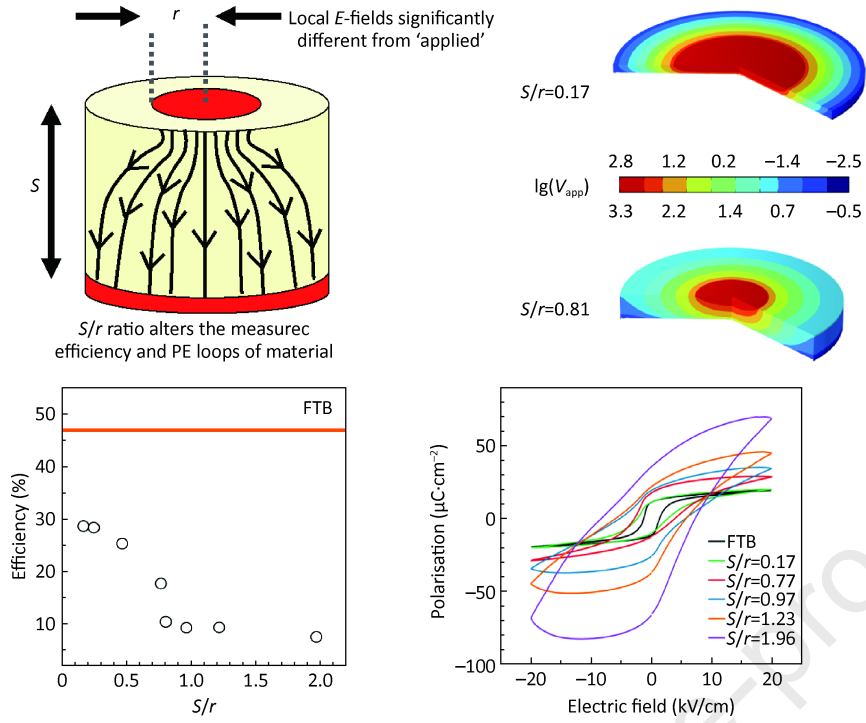 r
Local E-fields significantly
different from ‘applied’
S
S/r ratio alters the measurec
efficiency and PE loops of material
S/r=0.17
2.8 1.2 0.2 −1.4 −2.5
lg(Vapp)
3.3 2.2 1.4 0.7 −0.5
S/r=0.81
FTB
50
40
30
20
10
Efficiency (%)
0 0.5 1.0 1.5 2.0
S/r
50
0
−50
−100
Polarisation (μC·cm−2)
FTB
S/r=0.17
S/r=0.77
S/r=0.97
S/r=1.23
S/r=1.96
−20 −10 0 10 20
Electric field (kV/cm)